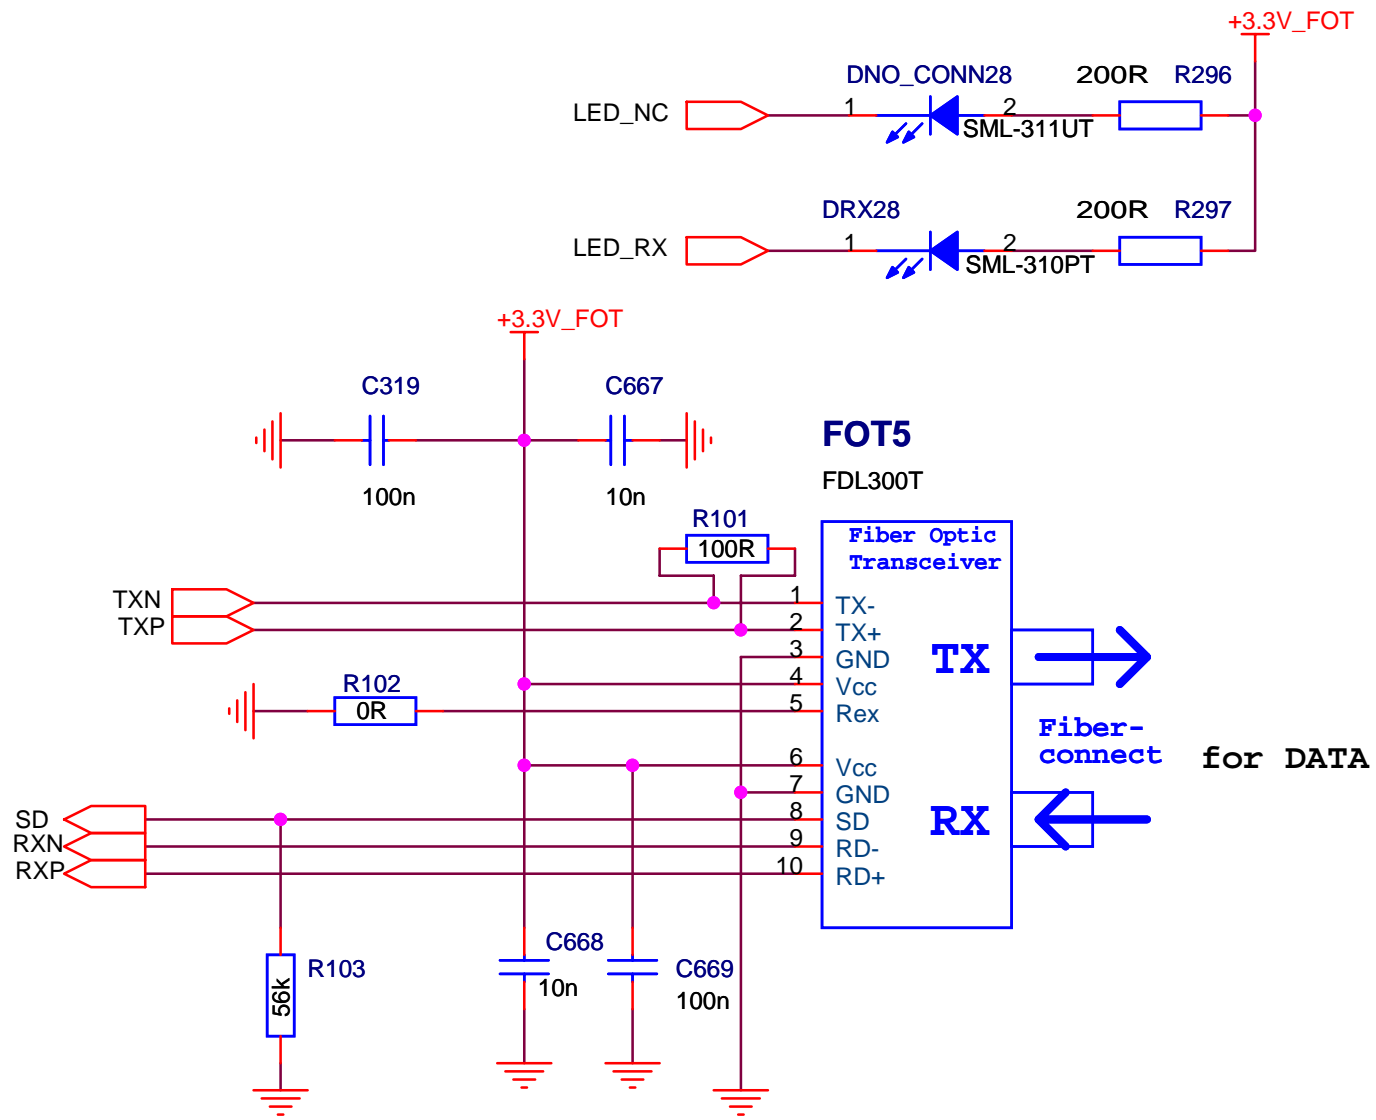 +3.3V_FOT
DNO_CONN28
200R
R296
LED_NC
1
2
SML-311UT
DRX28
200R
R297
LED_RX
1
2
SML-310PT
+3.3V_FOT
C319
C667
100n
10n
FOT5
FDL300T
R101
100R
Fiber Optic
Transceiver
TXN
1
TX-
TXP
2
TX+
3
GND
TX
R102
4
Vcc
0R
5
Rex
Fiber-
connect
for DATA
6
Vcc
7
GND
SD
8
SD
RX
RXN
9
RD-
RXP
10
RD+
R103
56k
C668
10n
C669
100n